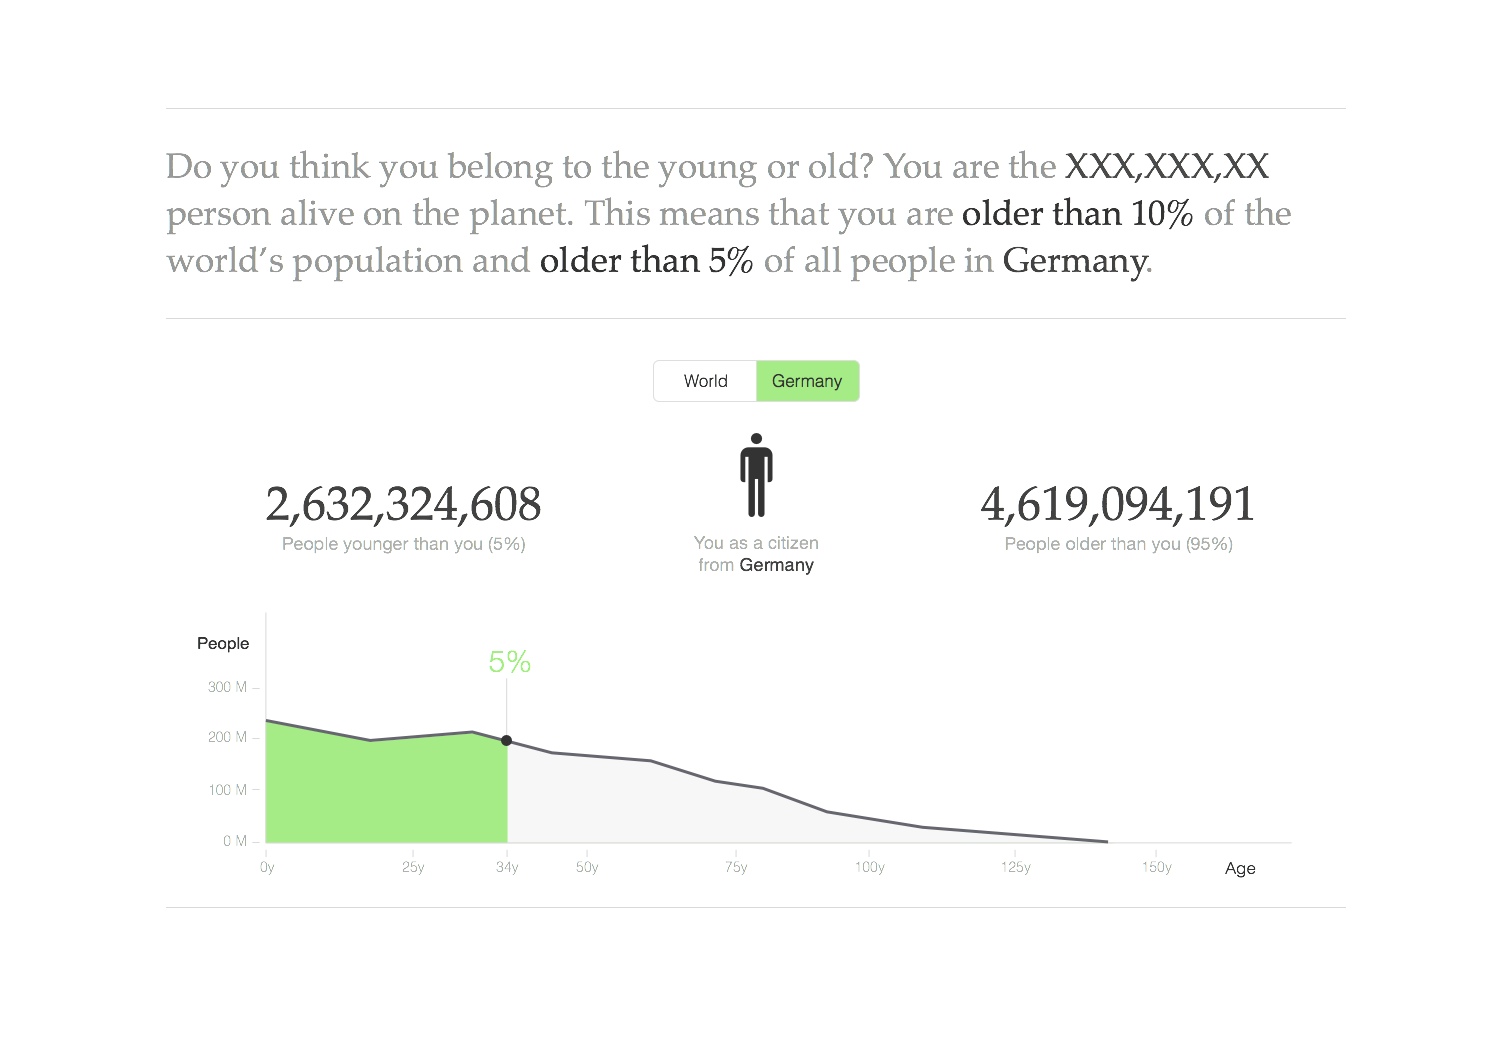 Do you think you belong to the young or old? You are the XXX,XXX,XX
person alive on the planet. This means that you are older than 10% of the
world’s population and older than 5% of all people in Germany.
World Germany
2,632,324,608
People younger than you (5%)
You as a citizen
from Germany
4,619,094,191
People older than you (95%)
People
5%
300 M
200 M
100 M
0 M
0y 25y 34y 50y 75y 100y 125y 150y Age